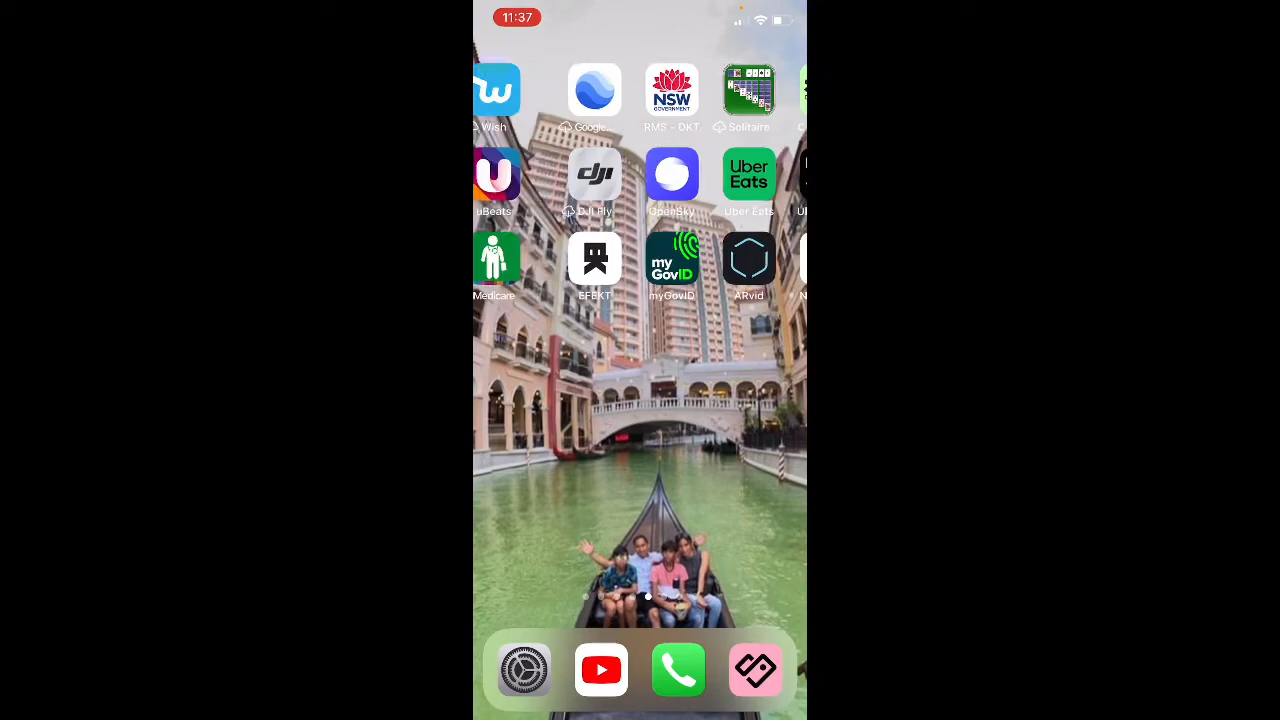 11:37
Wish
Google...
NSW
GOVERNMENT
RMS - DKT
Solitaire
uBeats
dji
DJI Fly
OpenSky
Uber
Eats
Uber Eats
Medicare
EFEKT
my
GovID
myGovID
ARvid